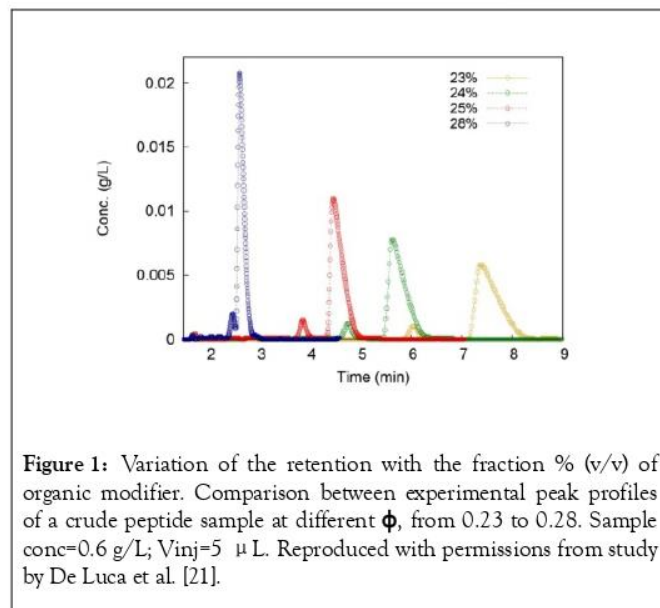 0.02
0.015
0.01
0.005
0
Conc. (g/L)
23%
24%
25%
28%
2 3 4 5 6 7 8 9
Time (min)
Figure 1: Variation of the retention with the fraction % (v/v) of
organic modifier. Comparison between experimental peak profiles
of a crude peptide sample at different ϕ, from 0.23 to 0.28. Sample
conc=0.6 g/L; Vinj=5 μL. Reproduced with permissions from study
by De Luca et al. [21].